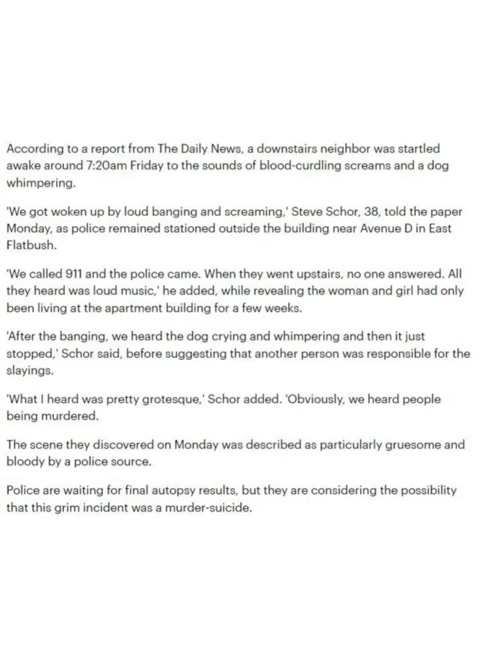 According to a report from The Daily News, a downstairs neighbor was startled
awake around 7:20am Friday to the sounds of blood-curdling screams and a dog
whimpering.
'We got woken up by loud banging and screaming,' Steve Schor, 38, told the paper
Monday, as police remained stationed outside the building near Avenue D in East
Flatbush.
'We called 911 and the police came. When they went upstairs, no one answered. All
they heard was loud music,' he added, while revealing the woman and girl had only
been living at the apartment building for a few weeks.
'After the banging, we heard the dog crying and whimpering and then it just
stopped,' Schor said, before suggesting that another person was responsible for the
slayings.
'What I heard was pretty grotesque,' Schor added. 'Obviously, we heard people
being murdered.
The scene they discovered on Monday was described as particularly gruesome and
bloody by a police source.
Police are waiting for final autopsy results, but they are considering the possibility
that this grim incident was a murder-suicide.